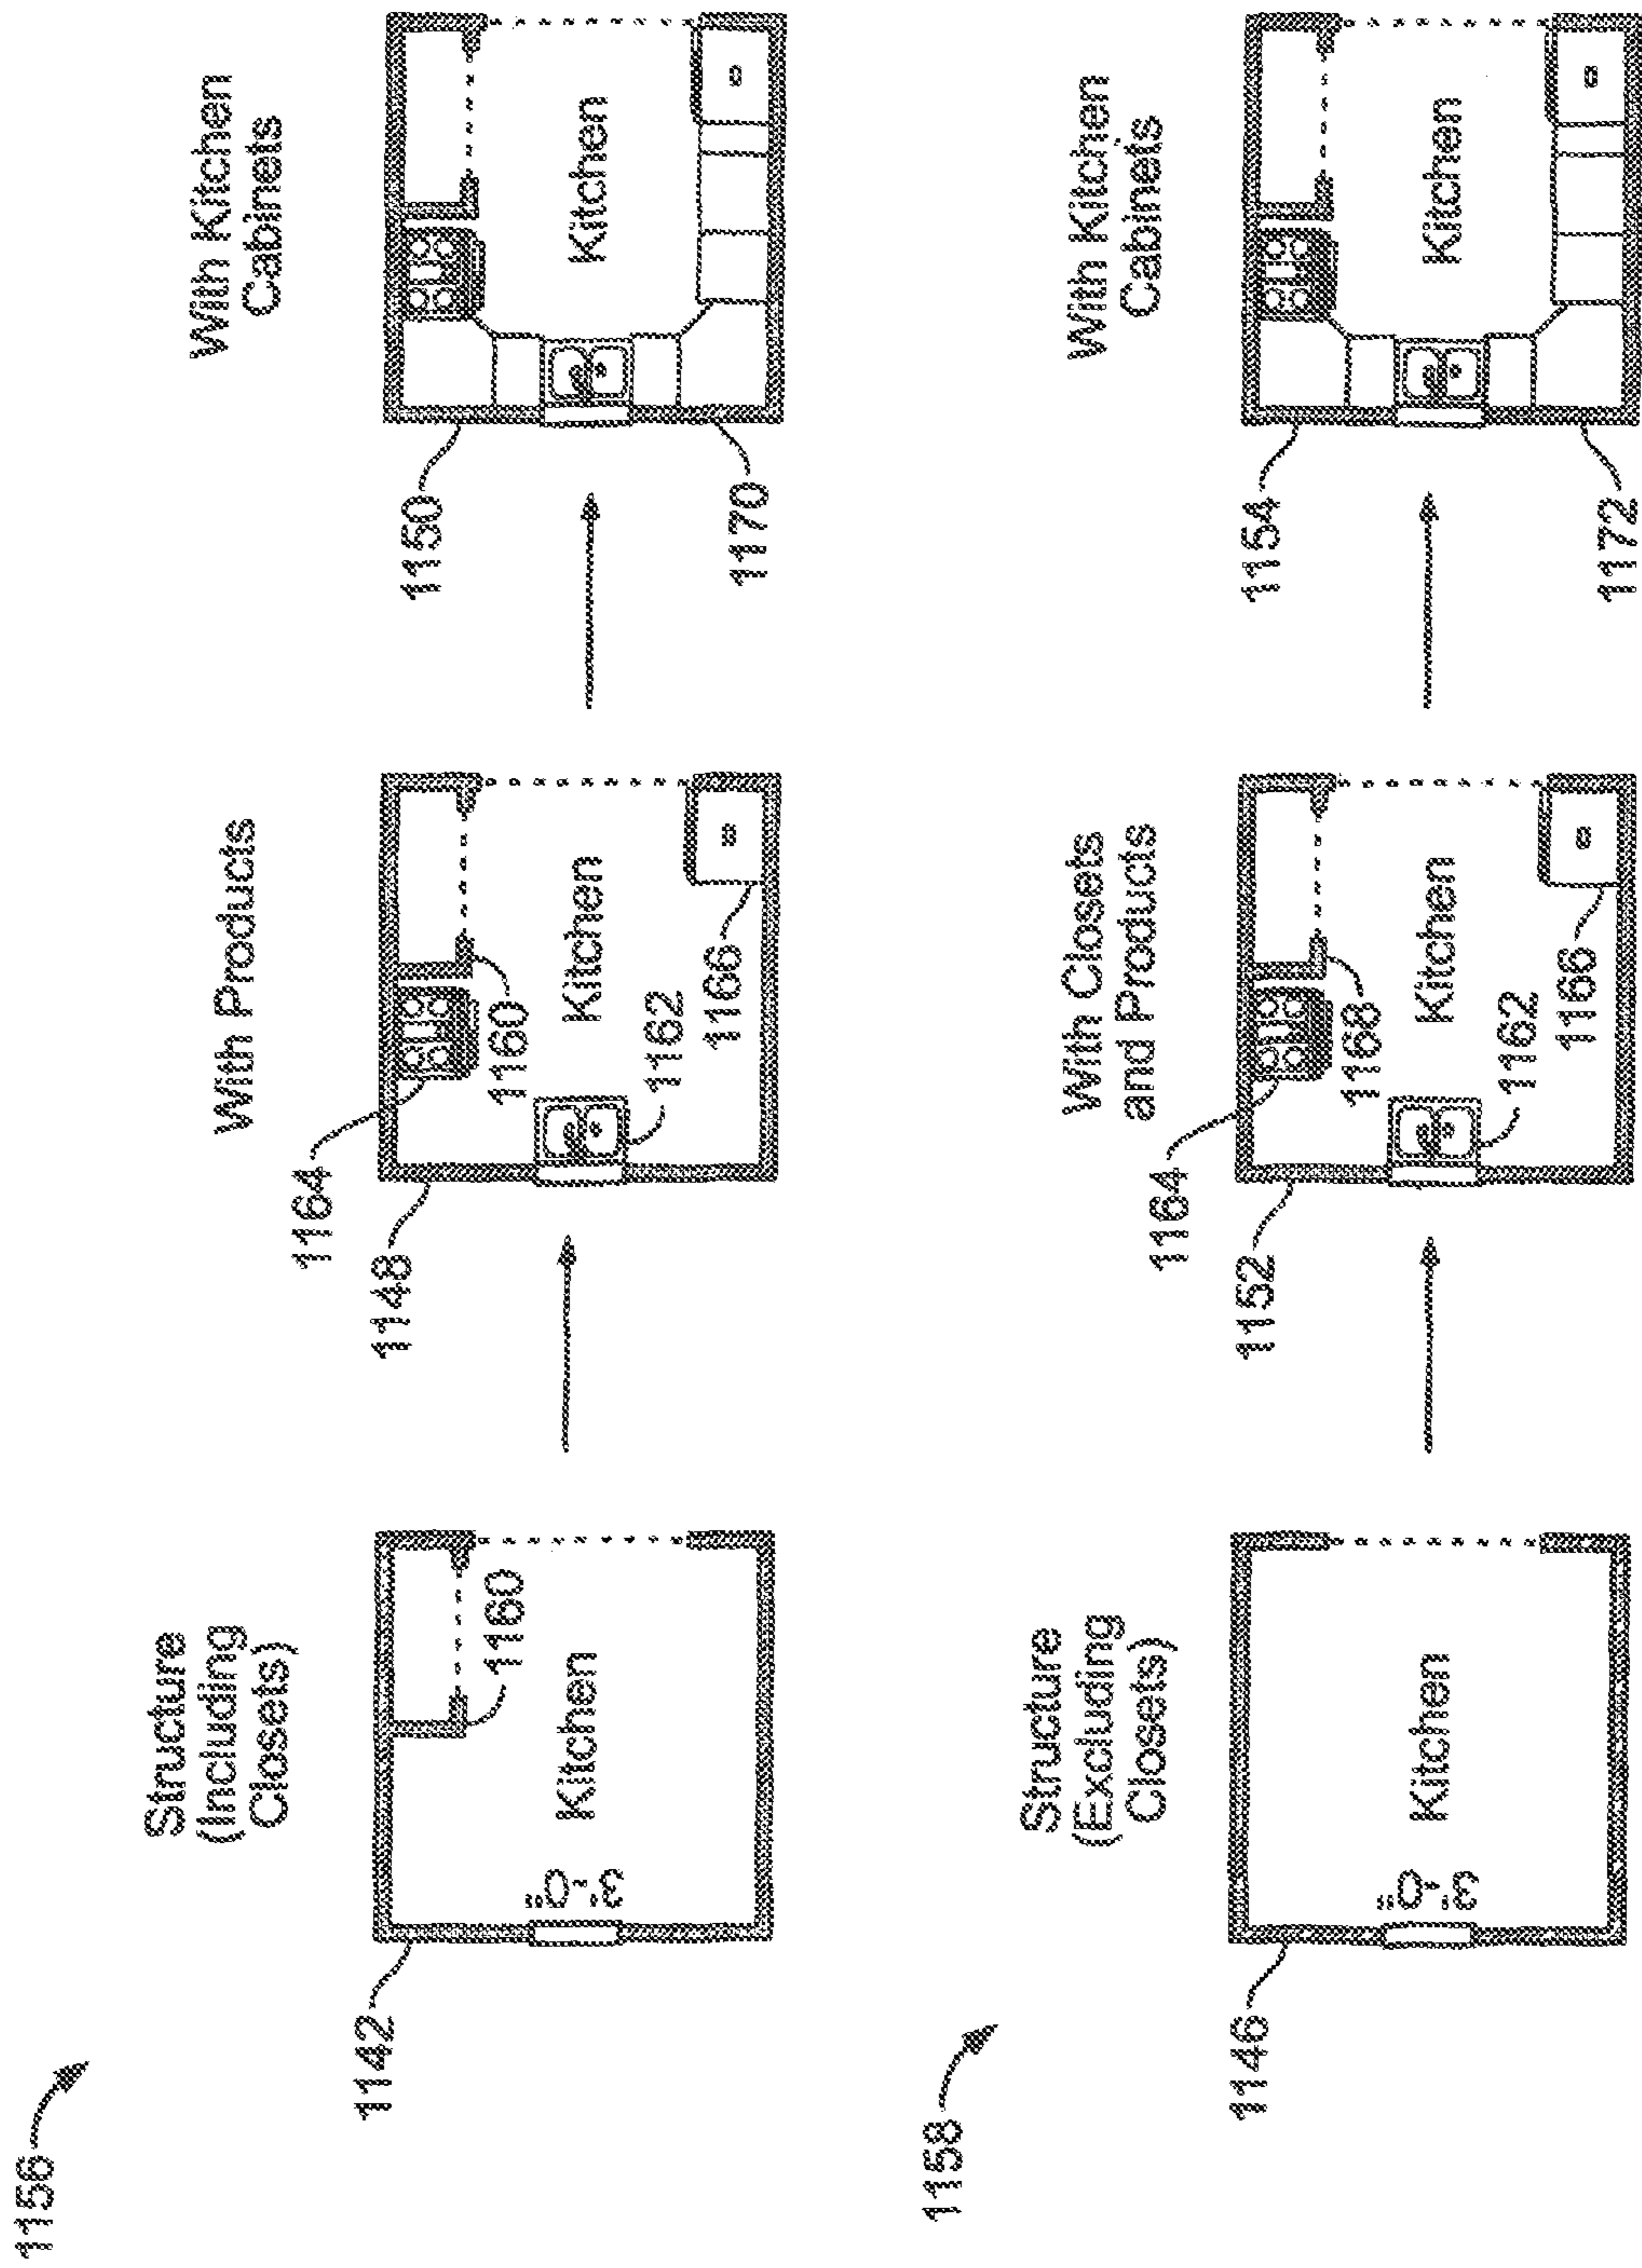 1156
Structure
(Including
Closets)
1142
3'-0"
Kitchen
1160
With Products
1164
1148
1160
Kitchen
1162
1166
With Kitchen
Cabinets
1150
Kitchen
1170
1158
Structure
(Excluding
Closets)
1146
3'-0"
Kitchen
With Closets
and Products
1164
1152
1168
Kitchen
1162
1166
With Kitchen
Cabinets
1154
Kitchen
1172